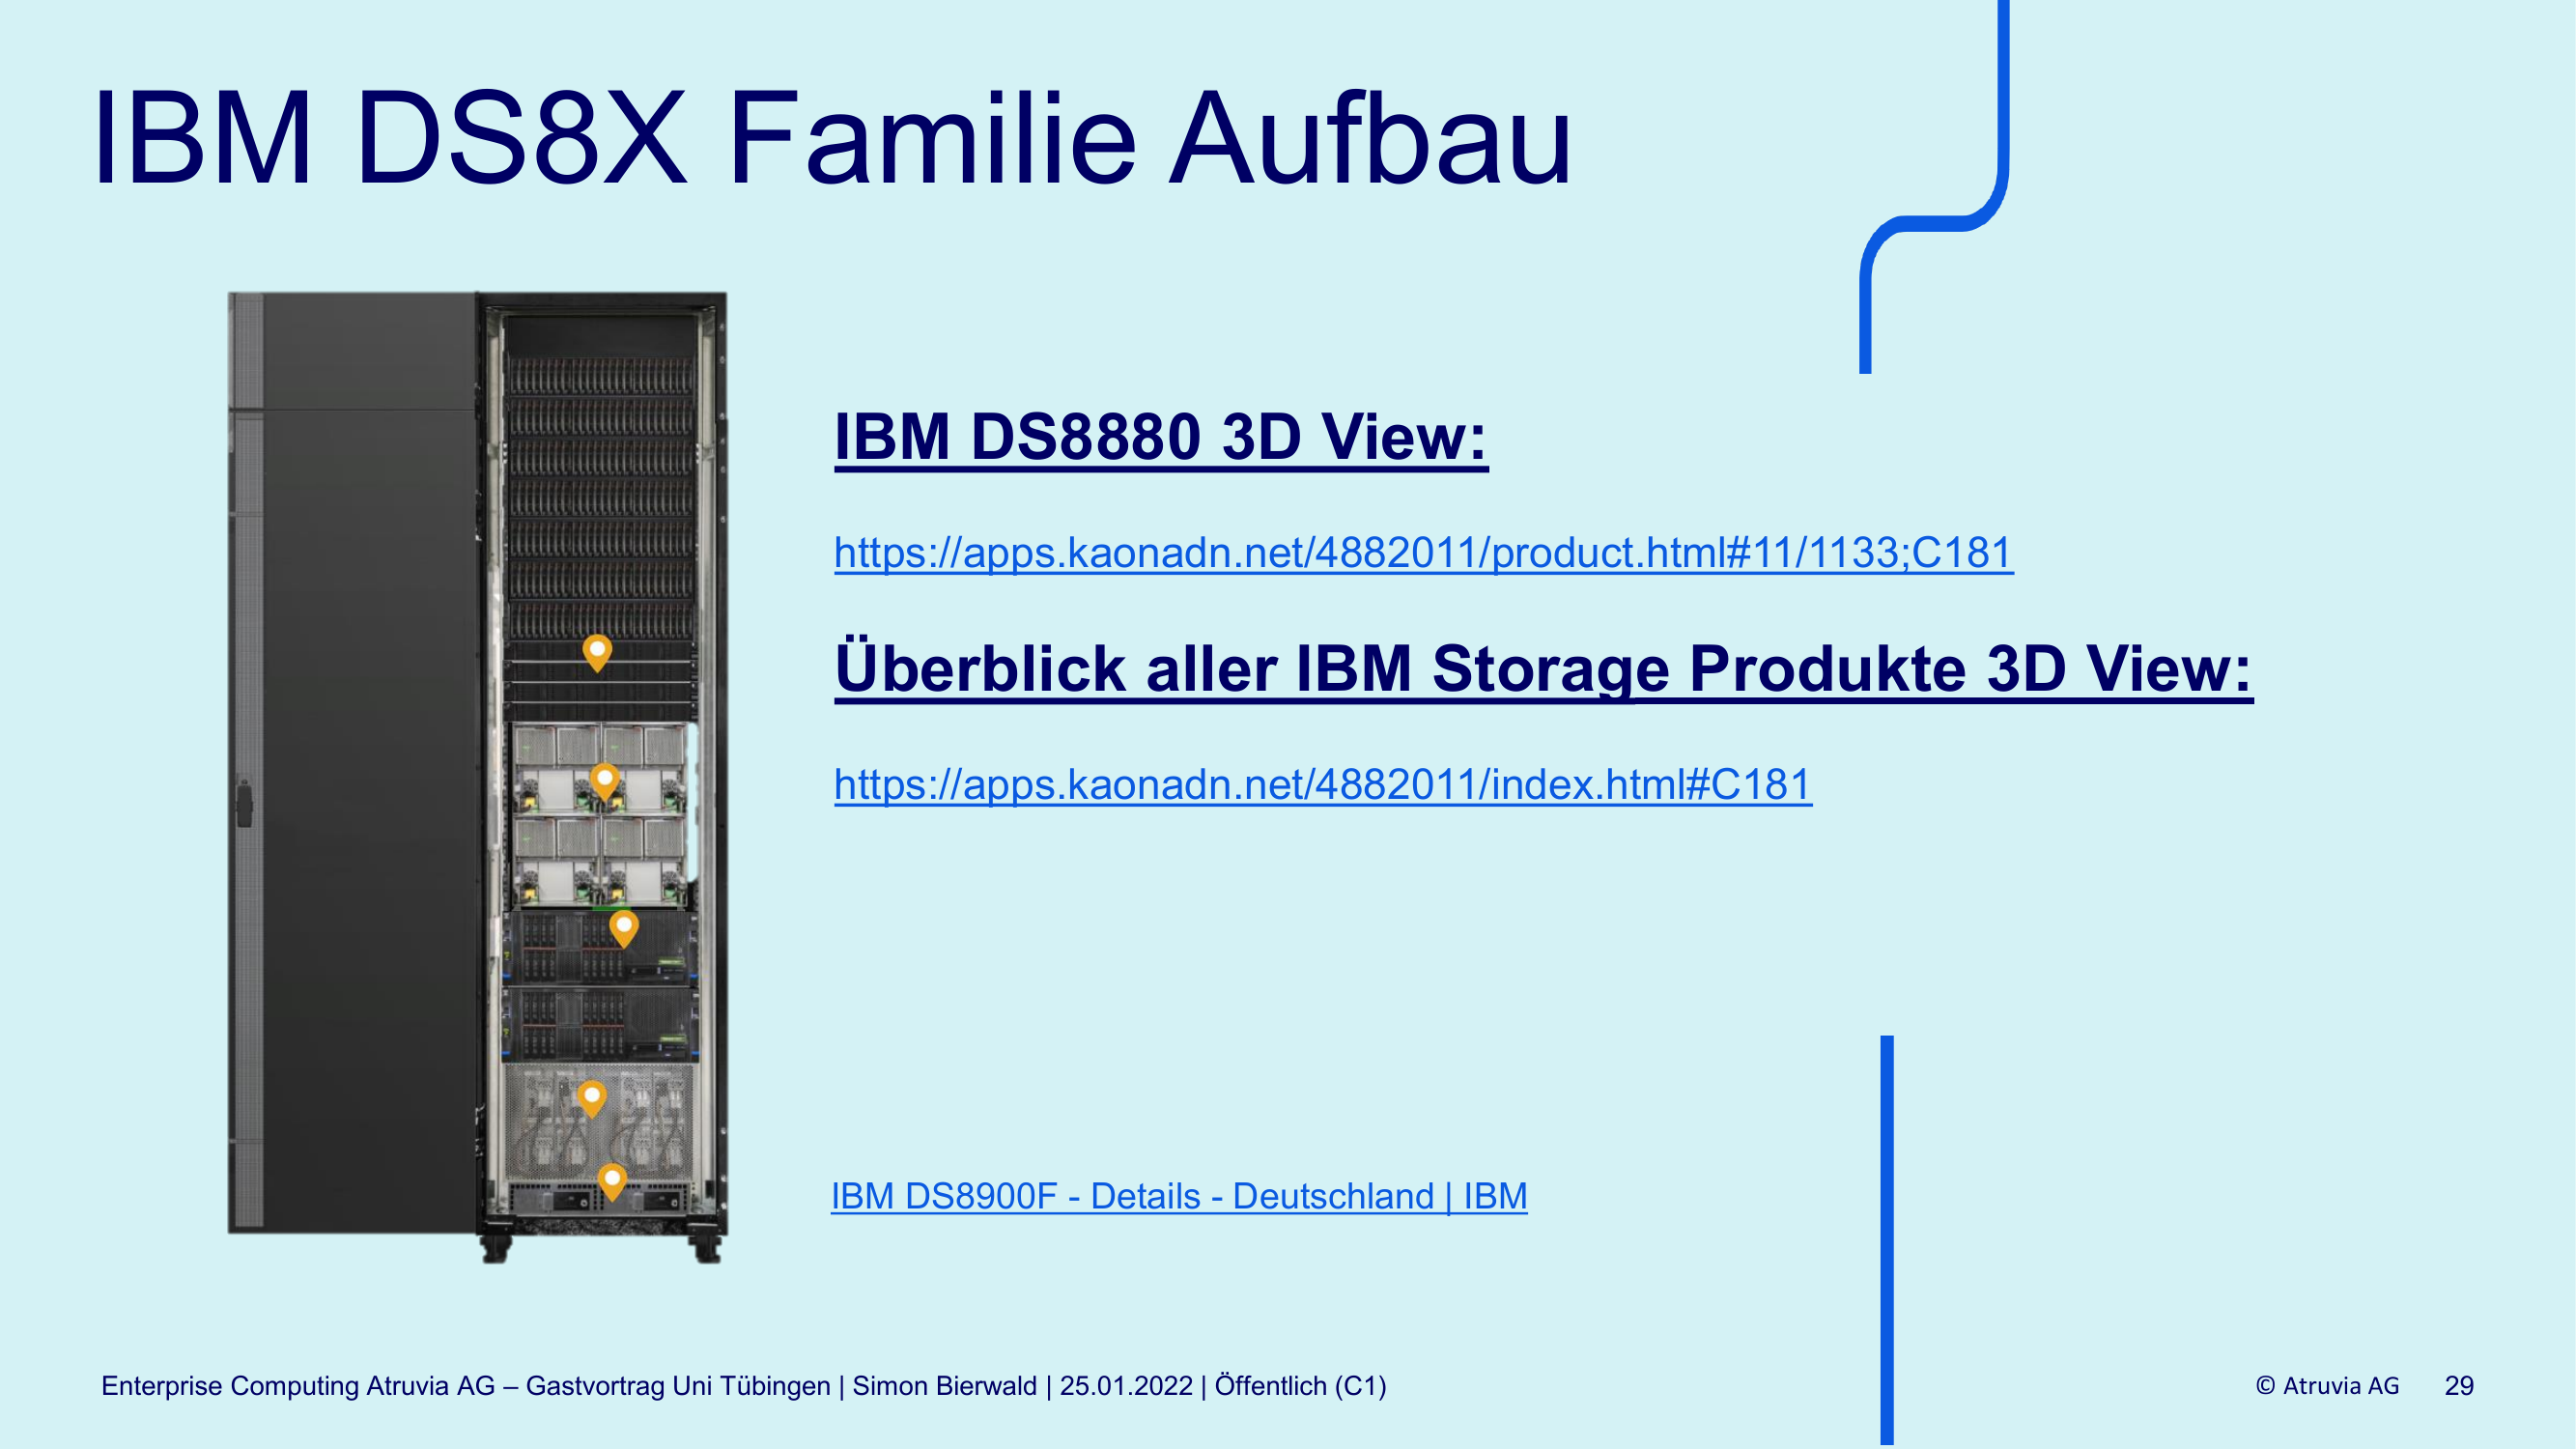 IBM DS8X Familie Aufbau
IBM DS8880 3D View:
https://apps.kaonadn.net/4882011/product.html#11/1133;C181
Überblick aller IBM Storage Produkte 3D View:
https://apps.kaonadn.net/4882011/index.html#C181
IBM DS8900F - Details - Deutschland | IBM
Enterprise Computing Atruvia AG – Gastvortrag Uni Tübingen | Simon Bierwald | 25.01.2022 | Öffentlich (C1)
© Atruvia AG 29